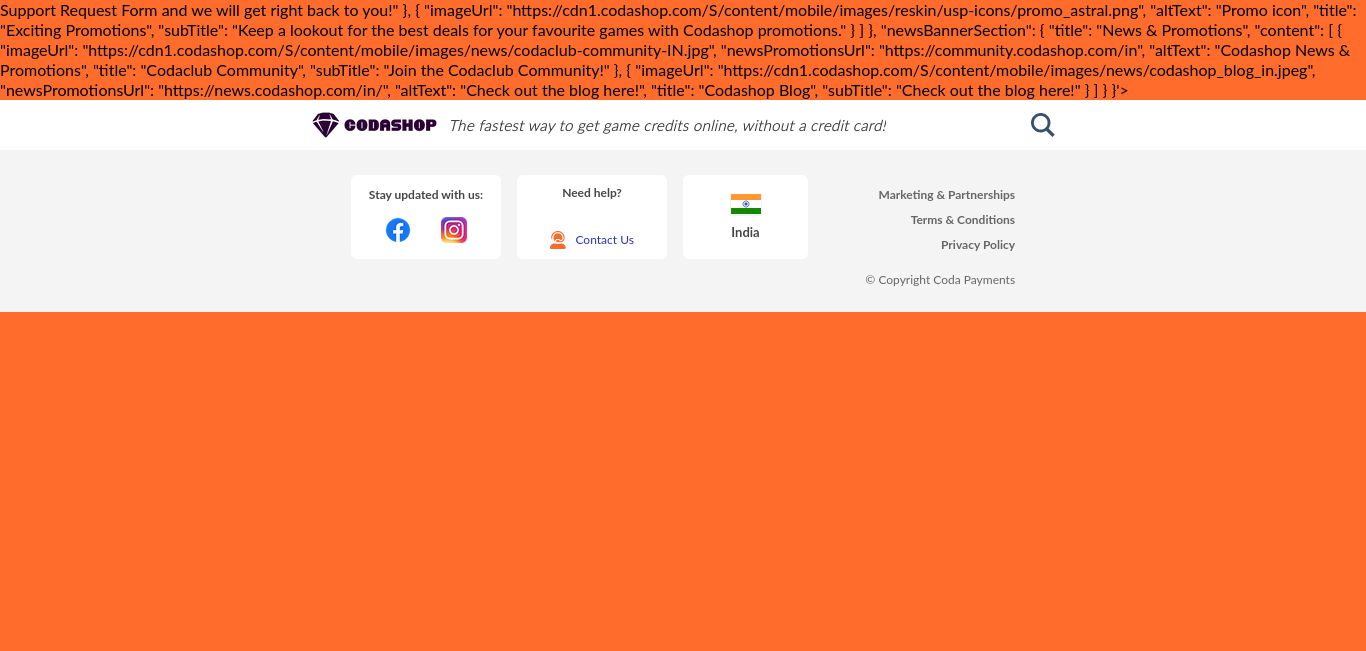 Support Request Form and we will get right back to you!" }, { "imageUrl": "https://cdn1.codashop.com/S/content/mobile/images/reskin/usp-icons/promo_astral.png", "altText": "Promo icon", "title":
"Exciting Promotions", "subTitle": "Keep a lookout for the best deals for your favourite games with Codashop promotions." } ] }, "newsBannerSection": { "title": "News & Promotions", "content": [ {
"imageUrl": "https://cdn1.codashop.com/S/content/mobile/images/news/codaclub-community-IN.jpg", "newsPromotionsUrl": "https://community.codashop.com/in", "altText": "Codashop News &
Promotions", "title": "Codaclub Community", "subTitle": "Join the Codaclub Community!" }, { "imageUrl": "https://cdn1.codashop.com/S/content/mobile/images/news/codashop_blog_in.jpeg",
"newsPromotionsUrl": "https://news.codashop.com/in/", "altText": "Check out the blog here!", "title": "Codashop Blog", "subTitle": "Check out the blog here!" } ] } }'>
CODASHOP The fastest way to get game credits online, without a credit card!
Stay updated with us:
Need help?
Contact Us
India
Marketing & Partnerships
Terms & Conditions
Privacy Policy
© Copyright Coda Payments